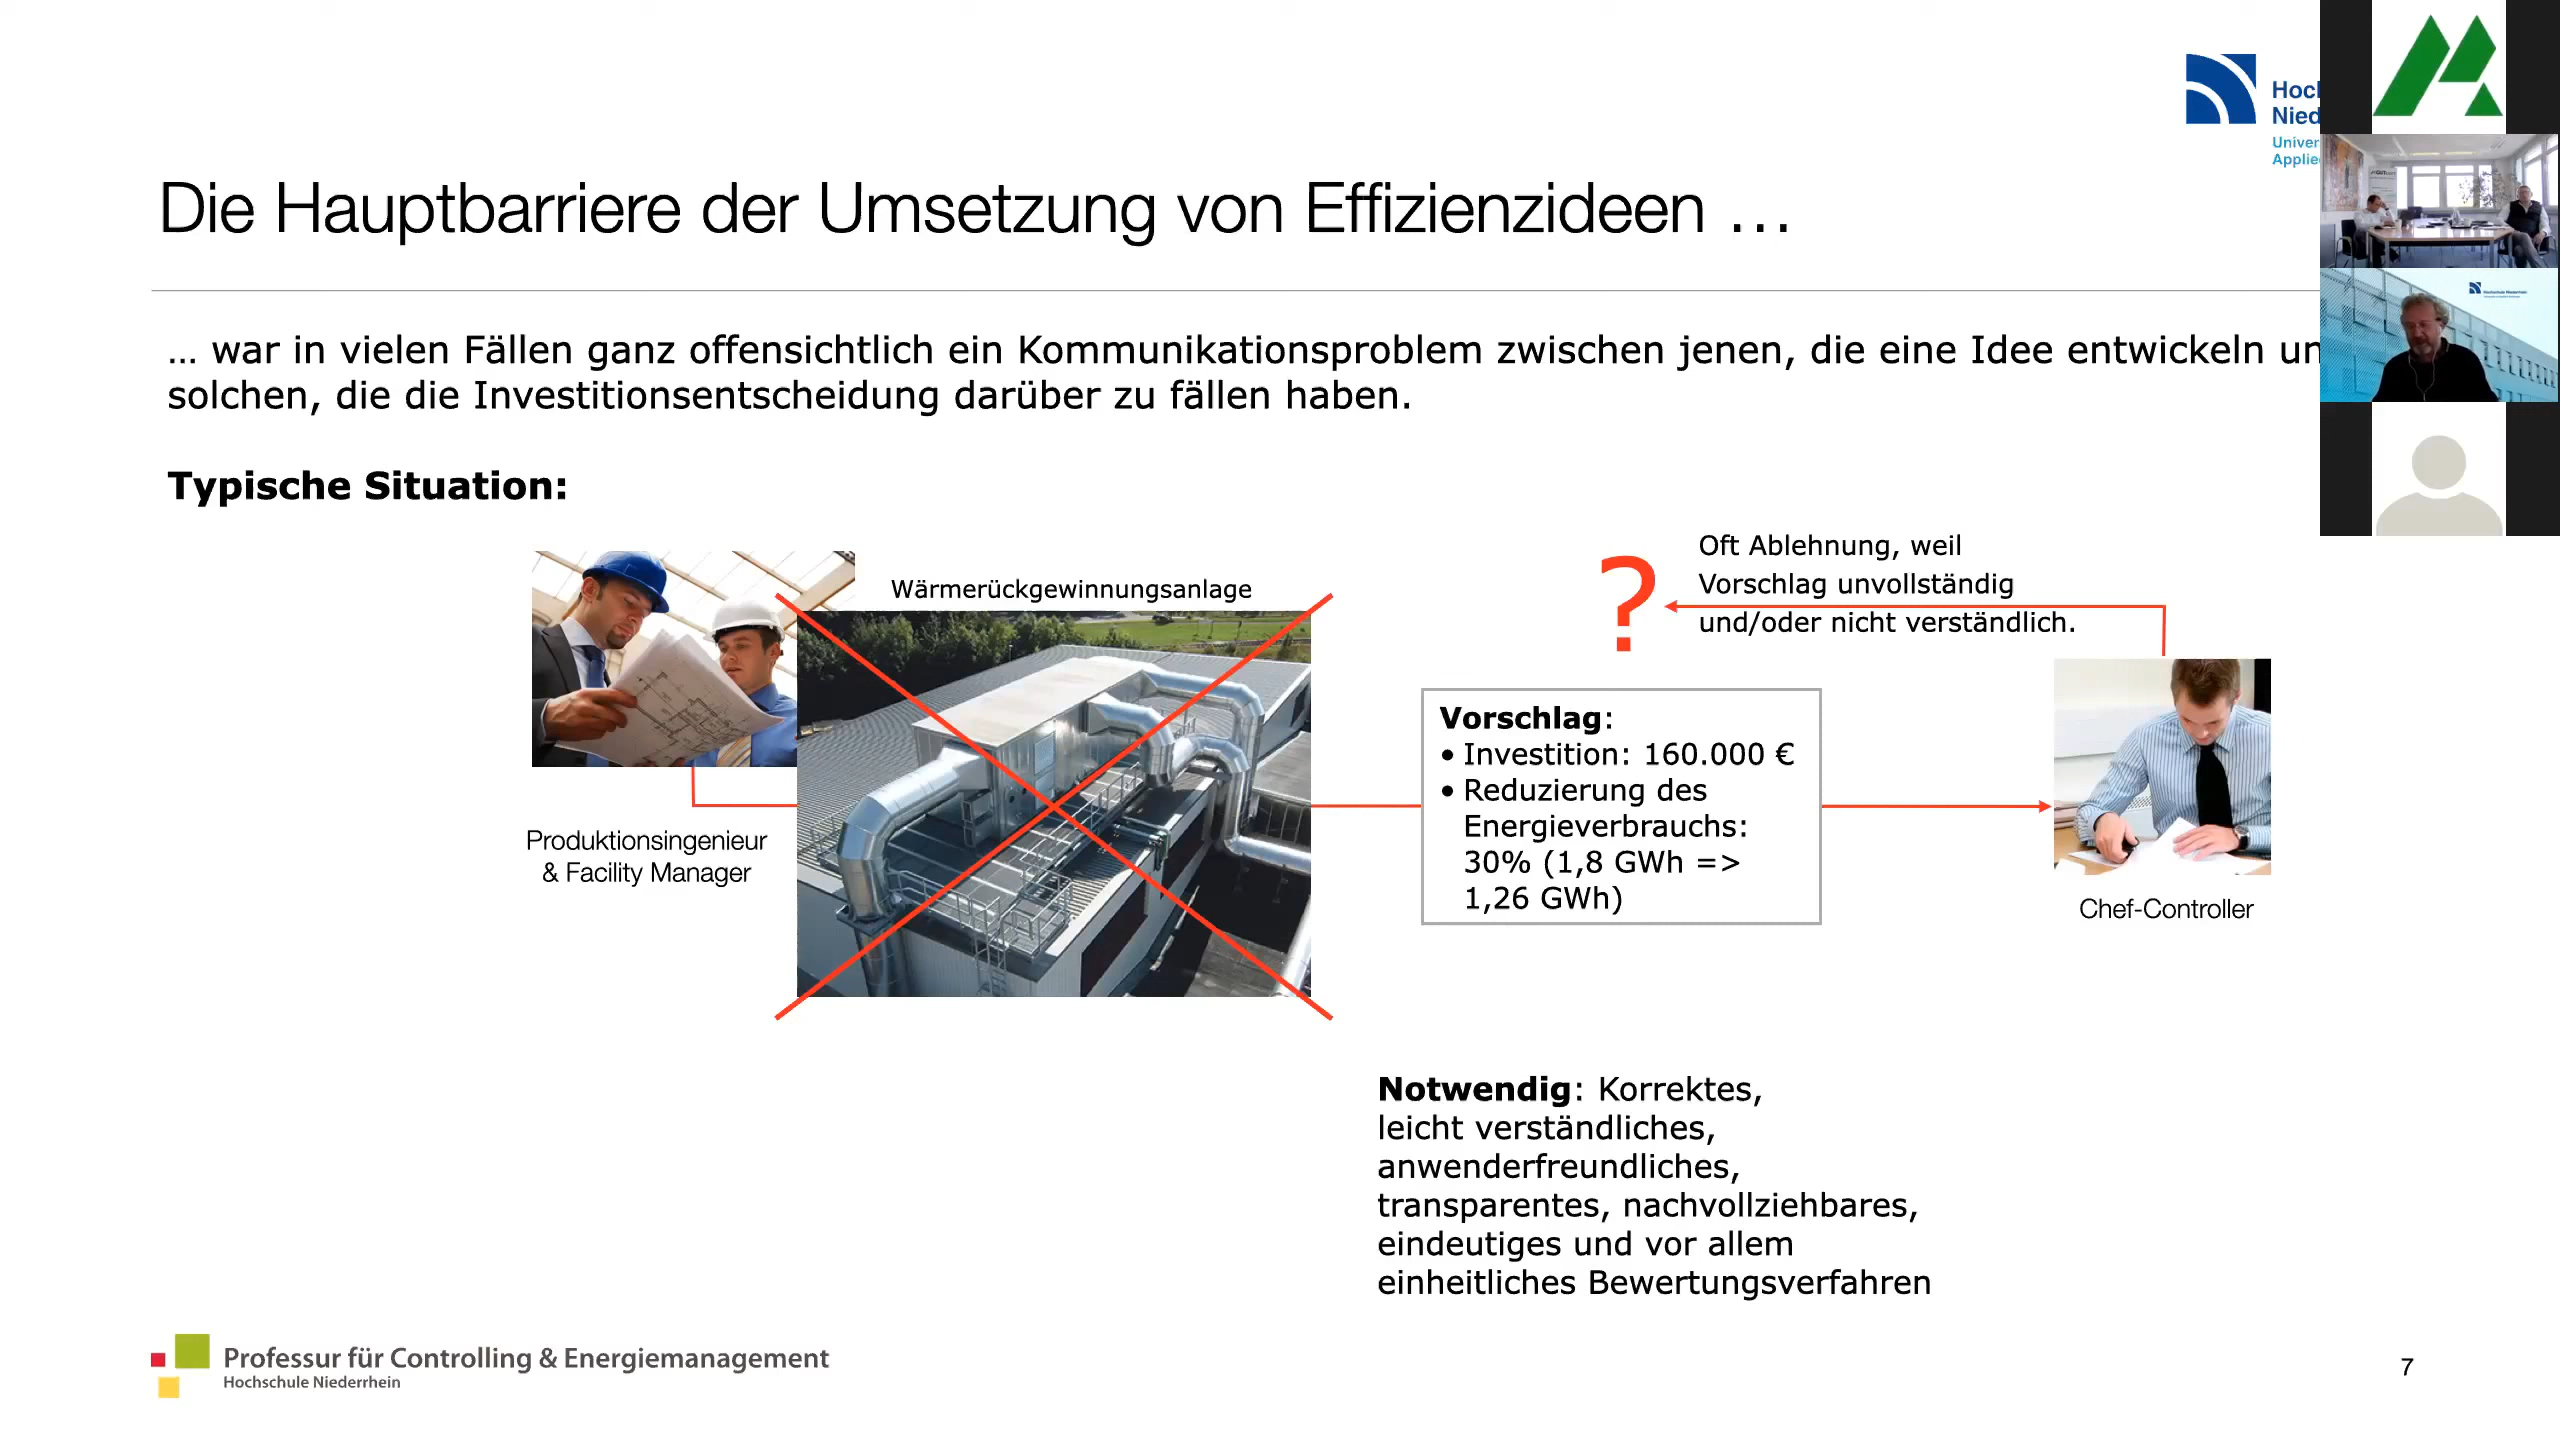 Hoc
Nied
Univer
Applie
Die Hauptbarriere der Umsetzung von Effizienzideen ...
... war in vielen Fällen ganz offensichtlich ein Kommunikationsproblem zwischen jenen, die eine Idee entwickeln un
solchen, die die Investitionsentscheidung darüber zu fällen haben.
Typische Situation:
Oft Ablehnung, weil
Vorschlag unvollständig
und/oder nicht verständlich.
?
Wärmerückgewinnungsanlage
Vorschlag:
• Investition: 160.000 €
• Reduzierung des
Energieverbrauchs:
30% (1,8 GWh =>
1,26 GWh)
Produktionsingenieur
& Facility Manager
Chef-Controller
Notwendig: Korrektes,
leicht verständliches,
anwenderfreundliches,
transparentes, nachvollziehbares,
eindeutiges und vor allem
einheitliches Bewertungsverfahren
Professur für Controlling & Energiemanagement
Hochschule Niederrhein
7
Hochschule Niederrhein